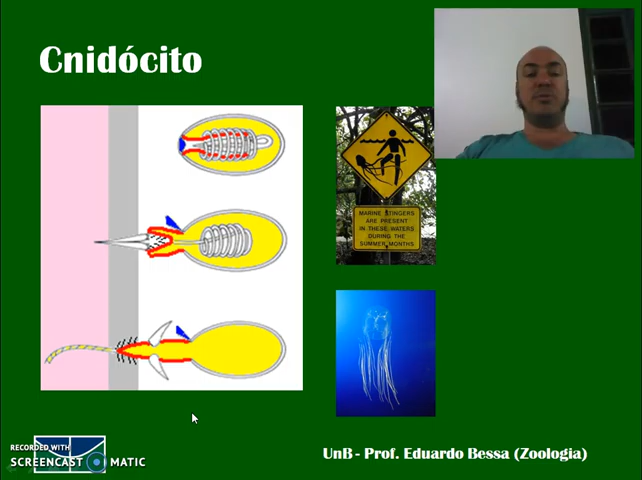 Cnidócito
MARINE STINGERS
ARE PRESENT
IN THESE WATERS
DURING THE
SUMMER MONTHS
RECORDED WITH
SCREENCAST MATIC
UnB - Prof. Eduardo Bessa (Zoologia)